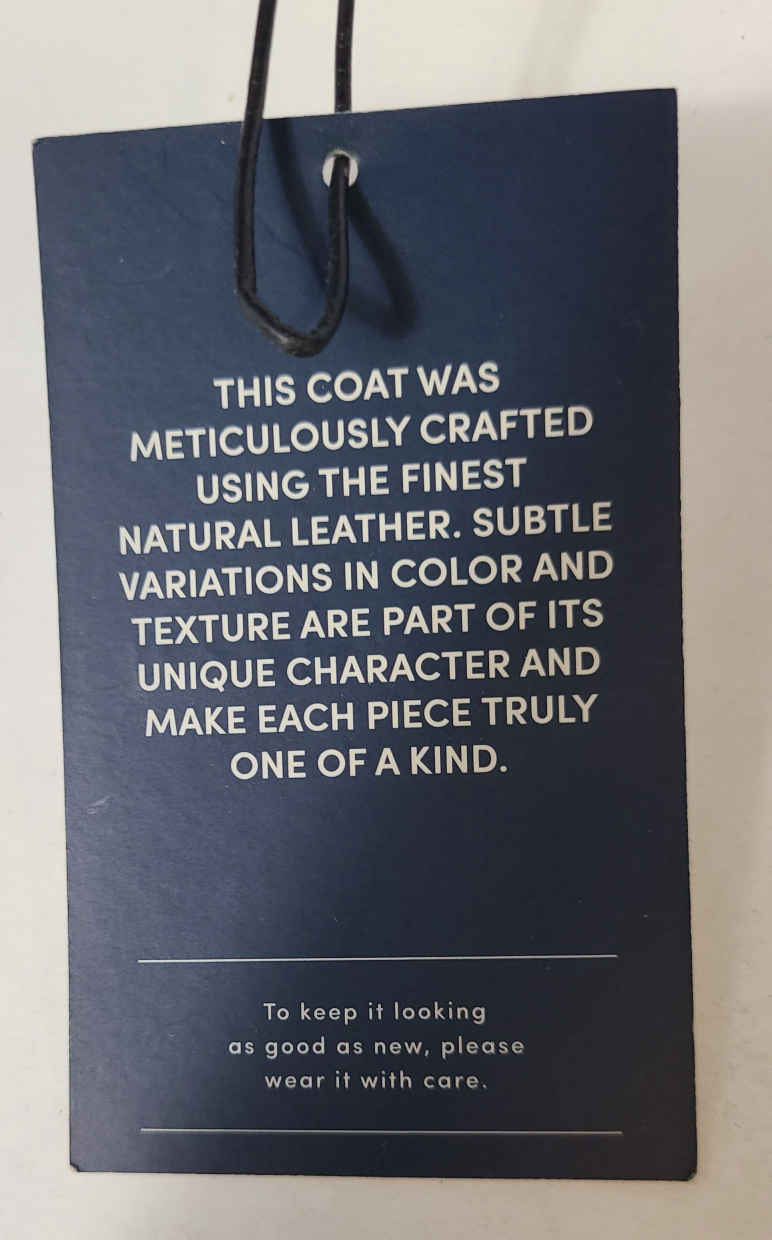 THIS COAT WAS
METICULOUSLY CRAFTED
USING THE FINEST
NATURAL LEATHER. SUBTLE
VARIATIONS IN COLOR AND
TEXTURE ARE PART OF ITS
UNIQUE CHARACTER AND
MAKE EACH PIECE TRULY
ONE OF A KIND.
To keep it looking
as good as new, please
wear it with care.